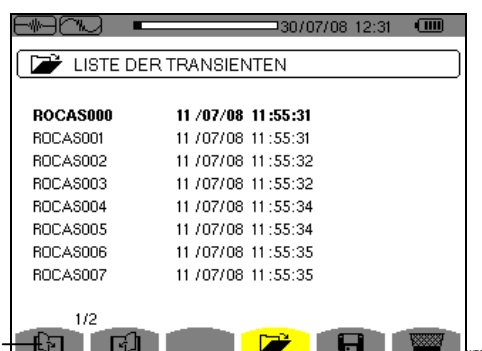 30/07/08 12:31
LISTE DER TRANSIENTEN
ROCAS000 11 /07/08 11:55:31
ROCAS001 11 /07/08 11:55:31
ROCAS002 11 /07/08 11:55:32
ROCAS003 11 /07/08 11:55:32
ROCAS004 11 /07/08 11:55:34
ROCAS005 11 /07/08 11:55:34
ROCAS006 11 /07/08 11:55:35
ROCAS007 11 /07/08 11:55:35
1/2